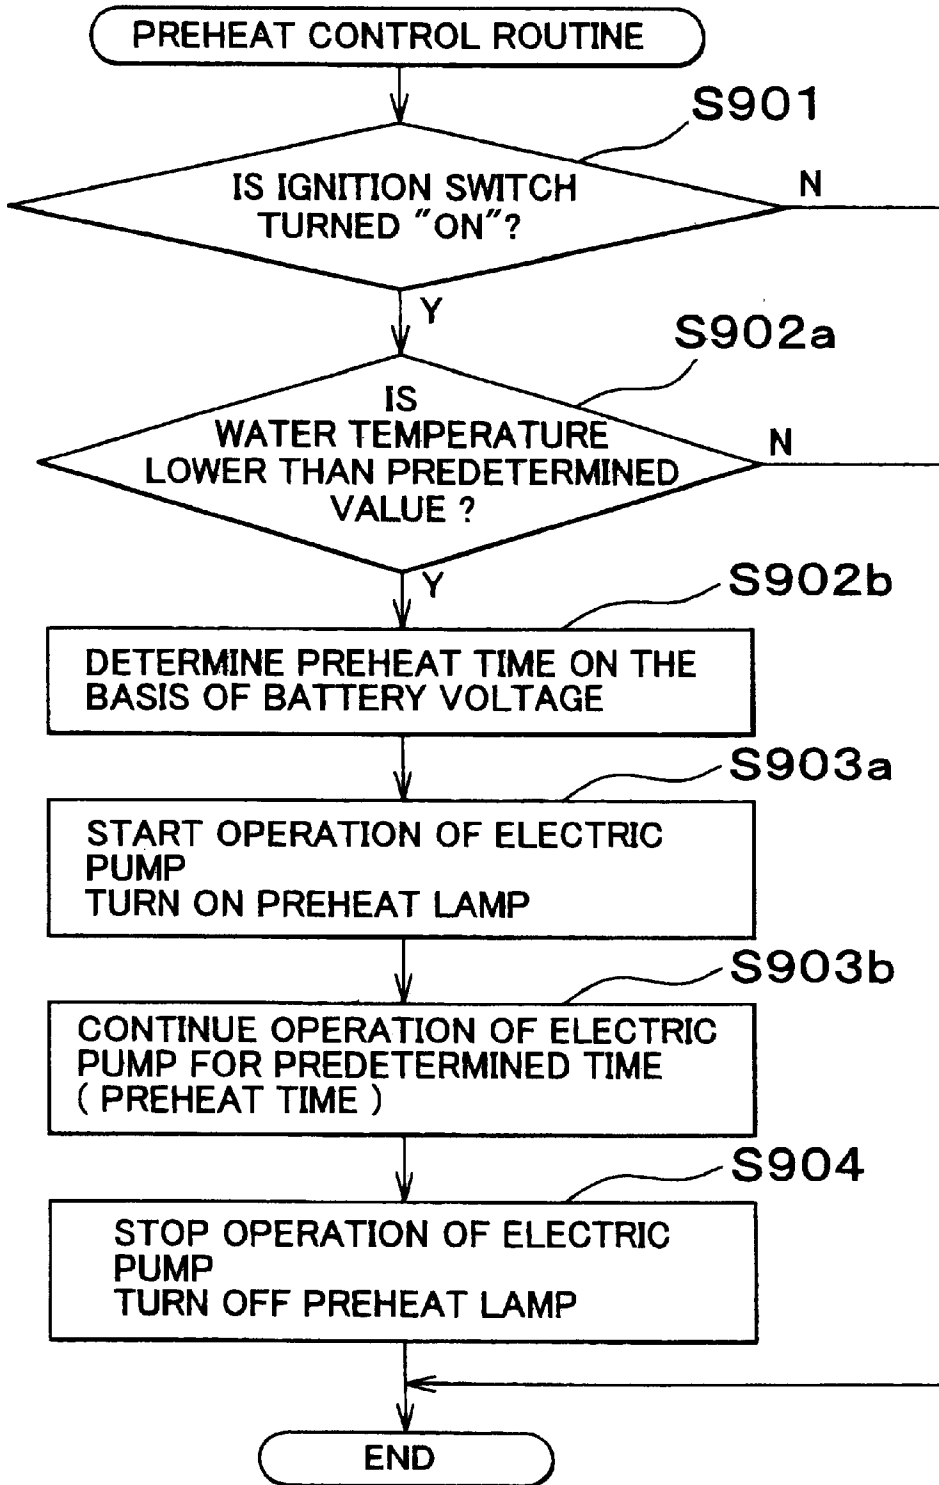 PREHEAT CONTROL ROUTINE
S901
IS IGNITION SWITCH
TURNED "ON"?
N
Y
S902a
IS
WATER TEMPERATURE
LOWER THAN PREDETERMINED
VALUE ?
N
Y
S902b
DETERMINE PREHEAT TIME ON THE
BASIS OF BATTERY VOLTAGE
S903a
START OPERATION OF ELECTRIC
PUMP
TURN ON PREHEAT LAMP
S903b
CONTINUE OPERATION OF ELECTRIC
PUMP FOR PREDETERMINED TIME
( PREHEAT TIME )
S904
STOP OPERATION OF ELECTRIC
PUMP
TURN OFF PREHEAT LAMP
END